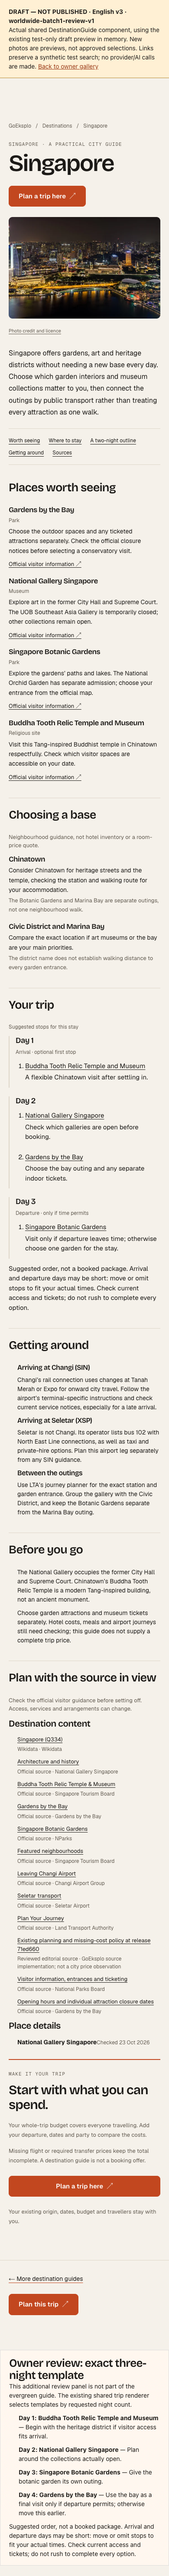 DRAFT — NOT PUBLISHED · English v3 ·
worldwide-batch1-review-v1
Actual shared DestinationGuide component, using the
existing test-only draft preview in memory. New
photos are previews, not approved selections. Links
preserve a synthetic test search; no provider/AI calls
are made. Back to owner gallery
GoEksplo / Destinations / Singapore
SINGAPORE · A PRACTICAL CITY GUIDE
Singapore
Plan a trip here ↗
Photo credit and licence
Singapore offers gardens, art and heritage
districts without needing a new base every day.
Choose which garden interiors and museum
collections matter to you, then connect the
outings by public transport rather than treating
every attraction as one walk.
Worth seeing Where to stay A two-night outline
Getting around Sources
Places worth seeing
Gardens by the Bay
Park
Choose the outdoor spaces and any ticketed
attractions separately. Check the official closure
notices before selecting a conservatory visit.
Official visitor information ↗
National Gallery Singapore
Museum
Explore art in the former City Hall and Supreme Court.
The UOB Southeast Asia Gallery is temporarily closed;
other collections remain open.
Official visitor information ↗
Singapore Botanic Gardens
Park
Explore the gardens' paths and lakes. The National
Orchid Garden has separate admission; choose your
entrance from the official map.
Official visitor information ↗
Buddha Tooth Relic Temple and Museum
Religious site
Visit this Tang-inspired Buddhist temple in Chinatown
respectfully. Check which visitor spaces are
accessible on your date.
Official visitor information ↗
Choosing a base
Neighbourhood guidance, not hotel inventory or a room-
price quote.
Chinatown
Consider Chinatown for heritage streets and the
temple, checking the station and walking route for
your accommodation.
The Botanic Gardens and Marina Bay are separate outings,
not one neighbourhood walk.
Civic District and Marina Bay
Compare the exact location if art museums or the bay
are your main priorities.
The district name does not establish walking distance to
every garden entrance.
Your trip
Suggested stops for this stay
Day 1
Arrival · optional first stop
1. Buddha Tooth Relic Temple and Museum
A flexible Chinatown visit after settling in.
Day 2
1. National Gallery Singapore
Check which galleries are open before
booking.
2. Gardens by the Bay
Choose the bay outing and any separate
indoor tickets.
Day 3
Departure · only if time permits
1. Singapore Botanic Gardens
Visit only if departure leaves time; otherwise
choose one garden for the stay.
Suggested order, not a booked package. Arrival
and departure days may be short: move or omit
stops to fit your actual times. Check current
access and tickets; do not rush to complete every
option.
Getting around
Arriving at Changi (SIN)
Changi's rail connection uses changes at Tanah
Merah or Expo for onward city travel. Follow the
airport's terminal-specific instructions and check
current service notices, especially for a late arrival.
Arriving at Seletar (XSP)
Seletar is not Changi. Its operator lists bus 102 with
North East Line connections, as well as taxi and
private-hire options. Plan this airport leg separately
from any SIN guidance.
Between the outings
Use LTA's journey planner for the exact station and
garden entrance. Group the gallery with the Civic
District, and keep the Botanic Gardens separate
from the Marina Bay outing.
Before you go
The National Gallery occupies the former City Hall
and Supreme Court. Chinatown's Buddha Tooth
Relic Temple is a modern Tang-inspired building,
not an ancient monument.
Choose garden attractions and museum tickets
separately. Hotel costs, meals and airport journeys
still need checking; this guide does not supply a
complete trip price.
Plan with the source in view
Check the official visitor guidance before setting off.
Access, services and arrangements can change.
Destination content
Singapore (Q334)
Wikidata · Wikidata
Architecture and history
Official source · National Gallery Singapore
Buddha Tooth Relic Temple & Museum
Official source · Singapore Tourism Board
Gardens by the Bay
Official source · Gardens by the Bay
Singapore Botanic Gardens
Official source · NParks
Featured neighbourhoods
Official source · Singapore Tourism Board
Leaving Changi Airport
Official source · Changi Airport Group
Seletar transport
Official source · Seletar Airport
Plan Your Journey
Official source · Land Transport Authority
Existing planning and missing-cost policy at release
71ed660
Reviewed editorial source · GoEksplo source
implementation; not a city price observation
Visitor information, entrances and ticketing
Official source · National Parks Board
Opening hours and individual attraction closure dates
Official source · Gardens by the Bay
Place details
National Gallery SingaporeChecked 23 Oct 2026
MAKE IT YOUR TRIP
Start with what you can
spend.
Your whole-trip budget covers everyone travelling. Add
your departure, dates and party to compare the costs.
Missing flight or required transfer prices keep the total
incomplete. A destination guide is not a booking offer.
Plan a trip here ↗
Your existing origin, dates, budget and travellers stay with
you.
← More destination guides
Plan this trip ↗
Owner review: exact three-
night template
This additional review panel is not part of the
evergreen guide. The existing shared trip renderer
selects templates by requested night count.
Day 1: Buddha Tooth Relic Temple and Museum
— Begin with the heritage district if visitor access
fits arrival.
Day 2: National Gallery Singapore — Plan
around the collections actually open.
Day 3: Singapore Botanic Gardens — Give the
botanic garden its own outing.
Day 4: Gardens by the Bay — Use the bay as a
final visit only if departure permits; otherwise
move this earlier.
Suggested order, not a booked package. Arrival and
departure days may be short: move or omit stops to
fit your actual times. Check current access and
tickets; do not rush to complete every option.